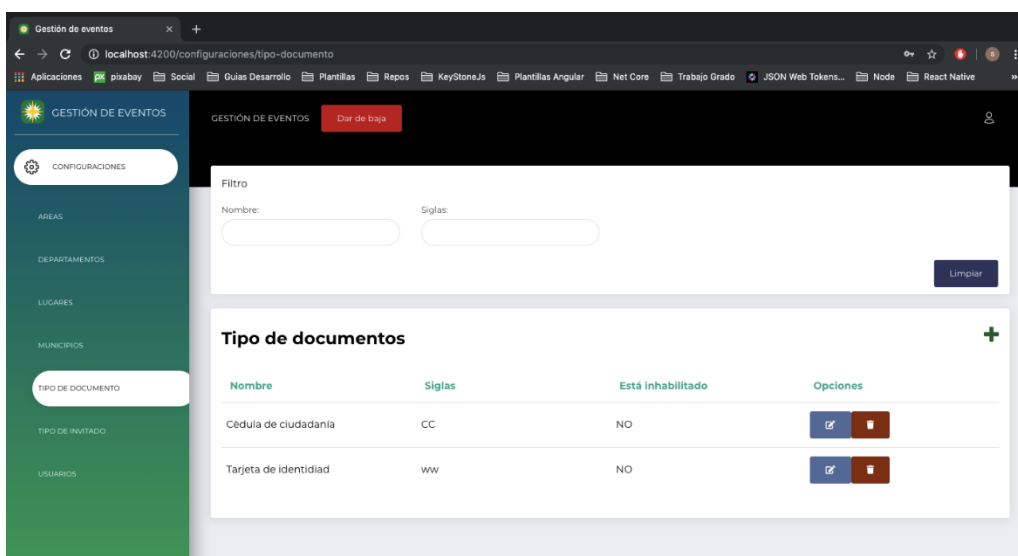 Gestión de eventos
localhost:4200/configuraciones/tipo-documento
Aplicaciones px pixabay Social Guias Desarrollo Plantillas Repos KeyStoneJs Plantillas Angular Net Core Trabajo Grado JSON Web Tokens... Node React Native »
GESTIÓN DE EVENTOS
GESTIÓN DE EVENTOS Dar de baja
CONFIGURACIONES
AREAS
DEPARTAMENTOS
LUGARES
MUNICIPIOS
TIPO DE DOCUMENTO
TIPO DE INVITADO
USUARIOS
Filtro
Nombre: Siglas:
Limpiar
Tipo de documentos
Nombre Siglas Está inhabilitado Opciones
Cèdula de ciudadanía CC NO
Tarjeta de identidiad ww NO